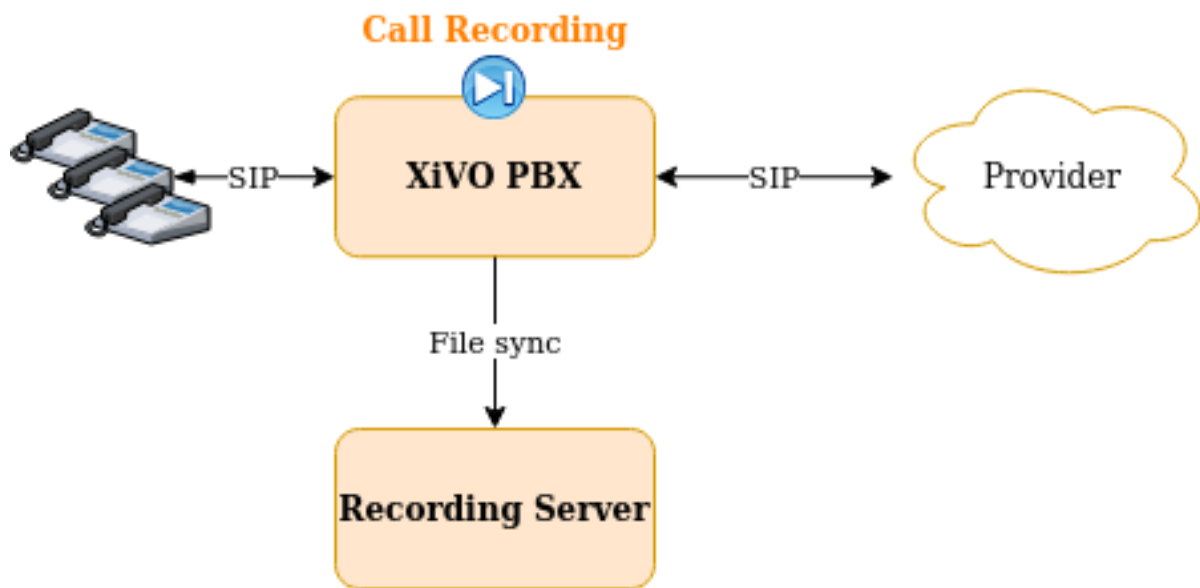 Call Recording
SIP
XiVO PBX
SIP
Provider
File sync
Recording Server